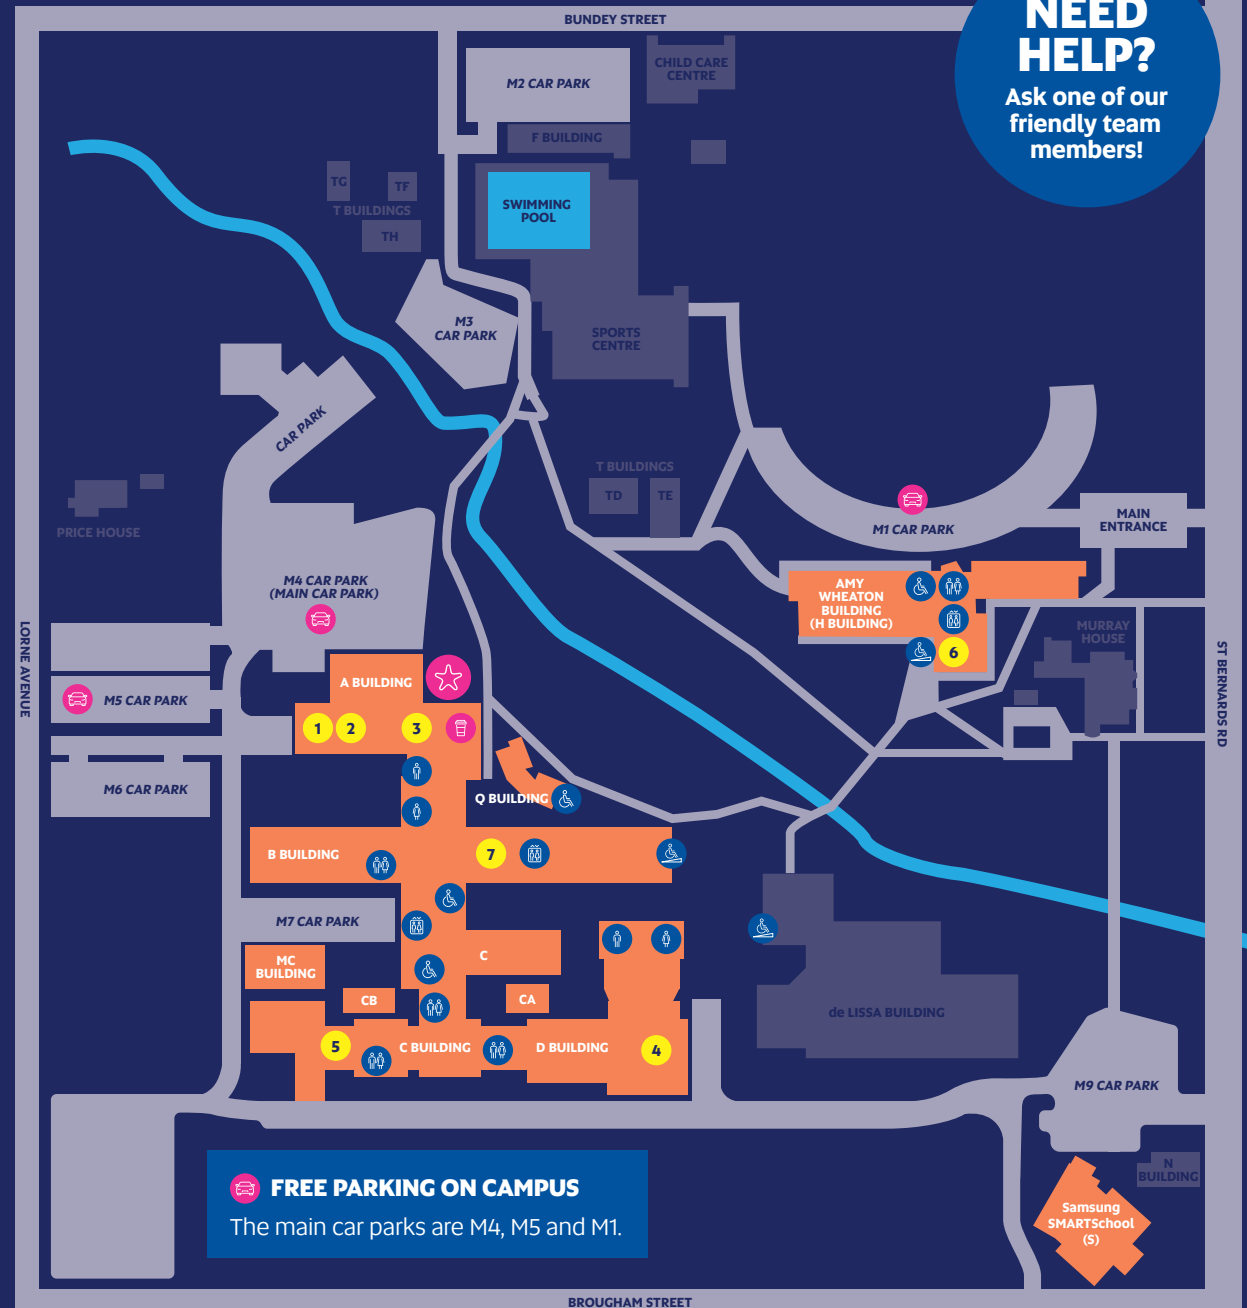 BUNDEY STREET
NEED
HELP?
Ask one of our
friendly team
members!
CHILD CARE
CENTRE
M2 CAR PARK
F BUILDING
TG
TF
T BUILDINGS
TH
SWIMMING
POOL
M3
CAR PARK
SPORTS
CENTRE
CAR PARK
T BUILDINGS
TD
TE
PRICE HOUSE
M1 CAR PARK
MAIN
ENTRANCE
M4 CAR PARK
(MAIN CAR PARK)
AMY
WHEATON
BUILDING
(H BUILDING)
6
MURRAY
HOUSE
LORNE AVENUE
ST BERNARDS RD
A BUILDING
M5 CAR PARK
1
2
3
M6 CAR PARK
Q BUILDING
B BUILDING
7
M7 CAR PARK
C
MC
BUILDING
CB
CA
de LISSA BUILDING
5
C BUILDING
D BUILDING
4
M9 CAR PARK
N
BUILDING
FREE PARKING ON CAMPUS
The main car parks are M4, M5 and M1.
Samsung
SMARTSchool
(S)
BROUGHAM STREET